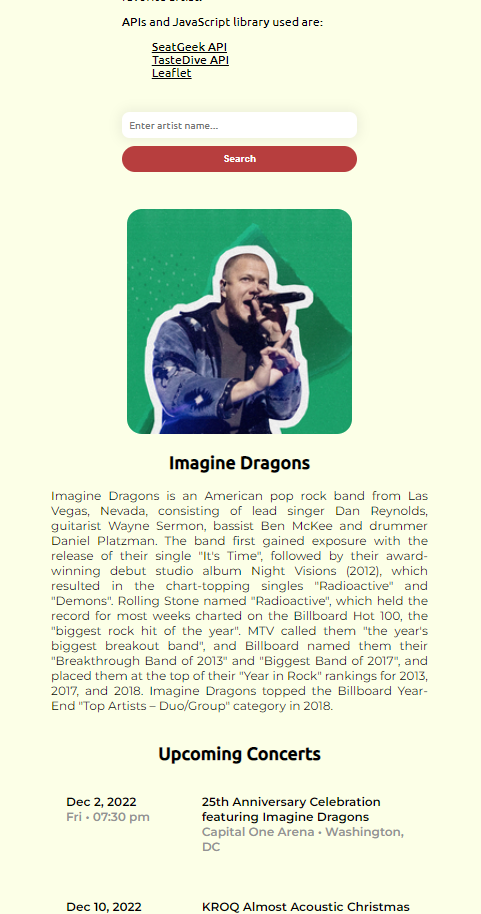 APIs and JavaScript library used are:
SeatGeek API
TasteDive API
Leaflet
Enter artist name...
Search
Imagine Dragons
Imagine Dragons is an American pop rock band from Las
Vegas, Nevada, consisting of lead singer Dan Reynolds,
guitarist Wayne Sermon, bassist Ben McKee and drummer
Daniel Platzman. The band first gained exposure with the
release of their single "It's Time", followed by their award-
winning debut studio album Night Visions (2012), which
resulted in the chart-topping singles "Radioactive" and
"Demons". Rolling Stone named "Radioactive", which held the
record for most weeks charted on the Billboard Hot 100, the
"biggest rock hit of the year". MTV called them "the year's
biggest breakout band", and Billboard named them their
"Breakthrough Band of 2013" and "Biggest Band of 2017", and
placed them at the top of their "Year in Rock" rankings for 2013,
2017, and 2018. Imagine Dragons topped the Billboard Year-
End "Top Artists – Duo/Group" category in 2018.
Upcoming Concerts
Dec 2, 2022
Fri • 07:30 pm
25th Anniversary Celebration
featuring Imagine Dragons
Capital One Arena • Washington,
DC
Dec 10, 2022
KROQ Almost Acoustic Christmas